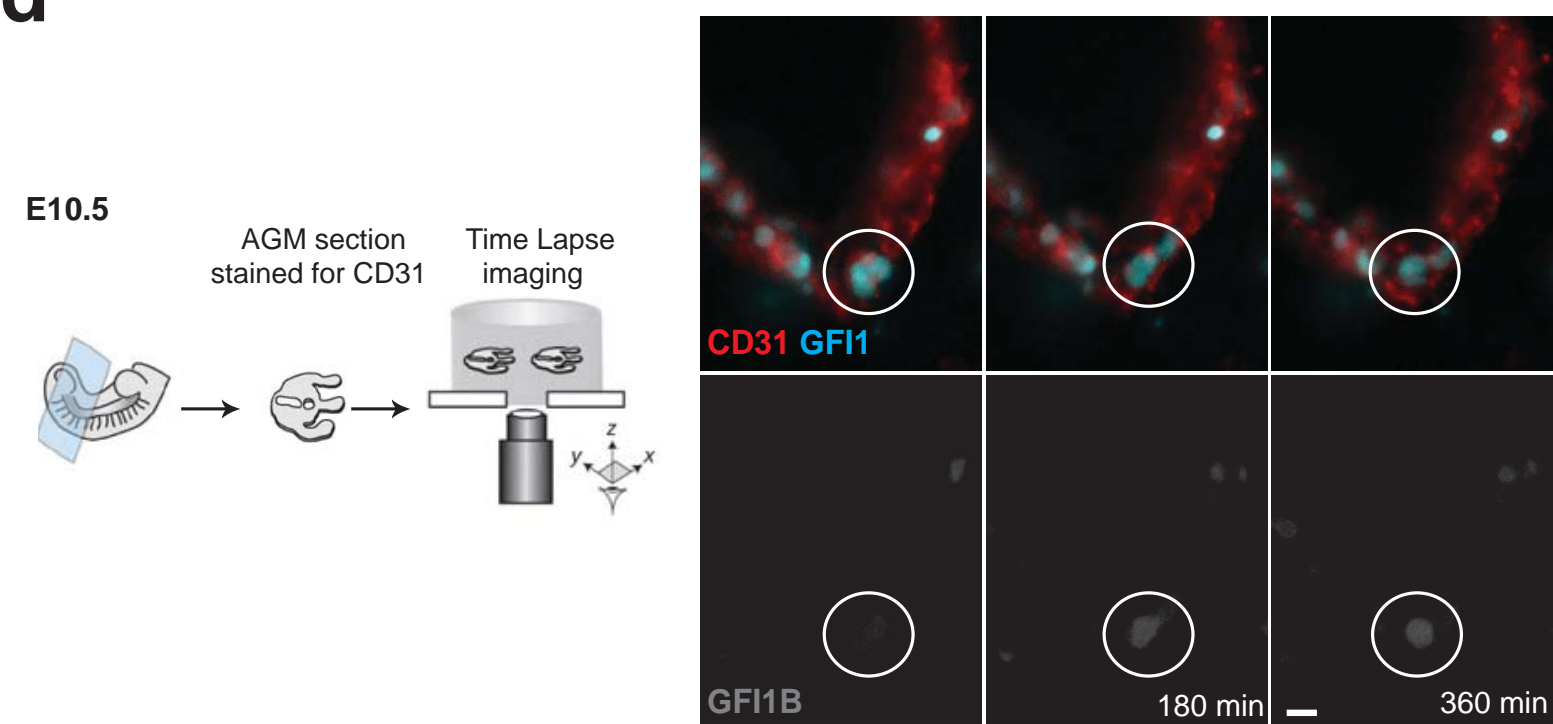 d
E10.5
AGM section
stained for CD31
Time Lapse
imaging
z
y
x
CD31 GFI1
GFI1B
180 min
360 min